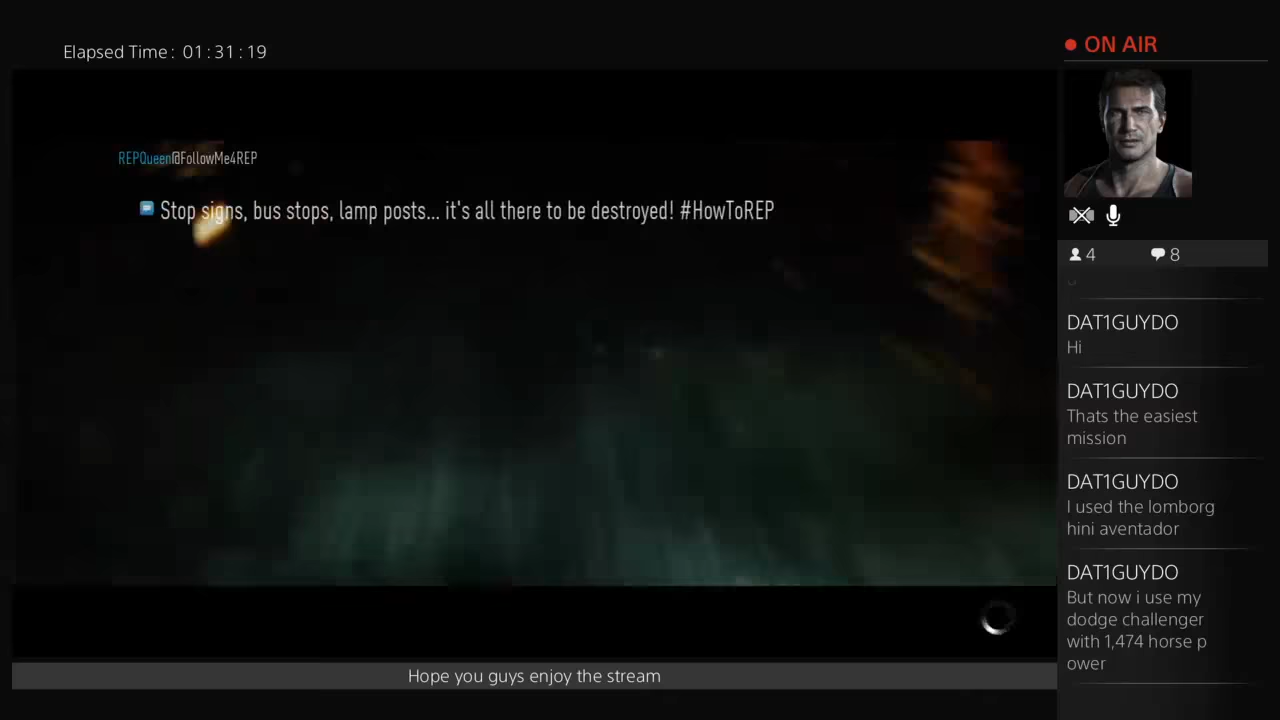 Elapsed Time: 01:31:19
ON AIR
REPQueen@FollowMe4REP
Stop signs, bus stops, lamp posts... it's all there to be destroyed! #HowToREP
4 8
DAT1GUYDO
Hi
DAT1GUYDO
Thats the easiest
mission
DAT1GUYDO
I used the lomborg
hini aventador
DAT1GUYDO
But now i use my
dodge challenger
with 1,474 horse p
ower
Hope you guys enjoy the stream